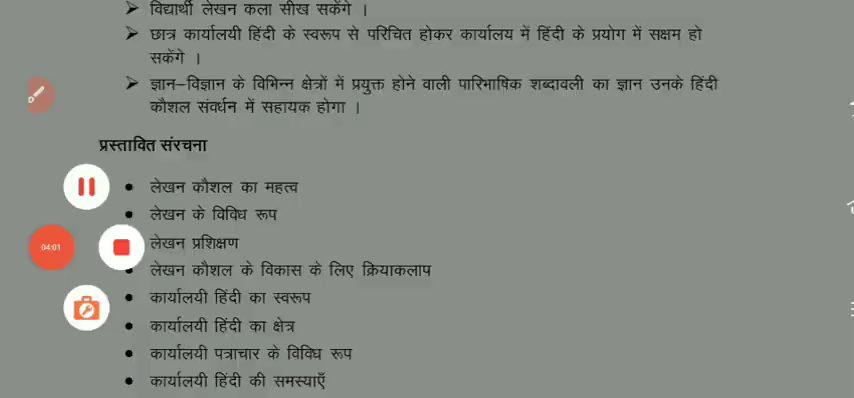 विद्यार्थी लेखन कला सीख सकेंगे ।
छात्र कार्यालयी हिंदी के स्वरूप से परिचित होकर कार्यालय में हिंदी के प्रयोग में सक्षम हो
सकेंगे ।
ज्ञान–विज्ञान के विभिन्न क्षेत्रों में प्रयुक्त होने वाली पारिभाषिक शब्दावली का ज्ञान उनके हिंदी
कौशल संवर्धन में सहायक होगा ।
प्रस्तावित संरचना
लेखन कौशल का महत्व
लेखन के विविध रूप
04:01
लेखन प्रशिक्षण
लेखन कौशल के विकास के लिए क्रियाकलाप
कार्यालयी हिंदी का स्वरूप
कार्यालयी हिंदी का क्षेत्र
कार्यालयी पत्राचार के विविध रूप
कार्यालयी हिंदी की समस्याएँ